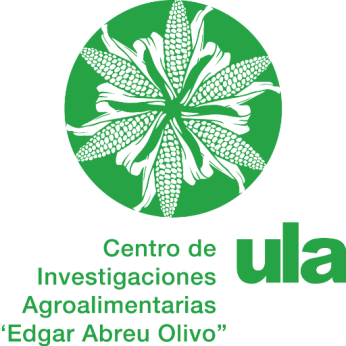 Centro de
Investigaciones
Agroalimentarias
‘Edgar Abreu Olivo”
ula